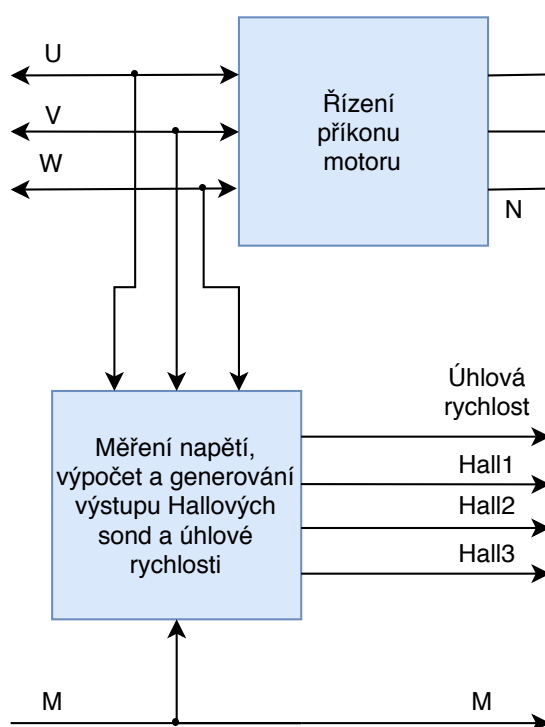 U
V
W
Řízení
příkonu
motoru
N
Měření napětí,
výpočet a generování
výstupu Hallových
sond a úhlové
rychlosti
Úhlová
rychlost
Hall1
Hall2
Hall3
M
M